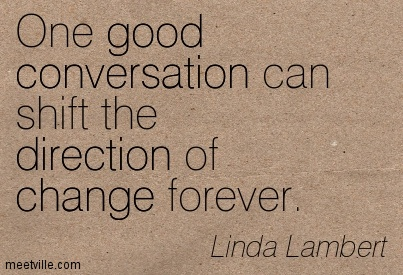 One good
conversation can
shift the
direction of
change forever.
Linda Lambert
meetville.com